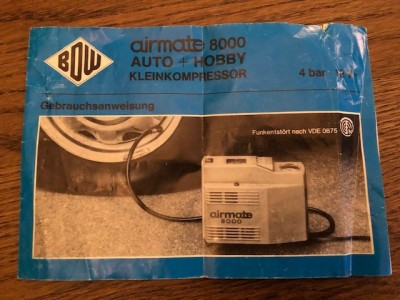 BOW
airmate 8000
AUTO + HOBBY
KLEINKOMPRESSOR
4 bar
Gebrauchsanweisung
Funkentstört nach VDE 0875
airmate
8000